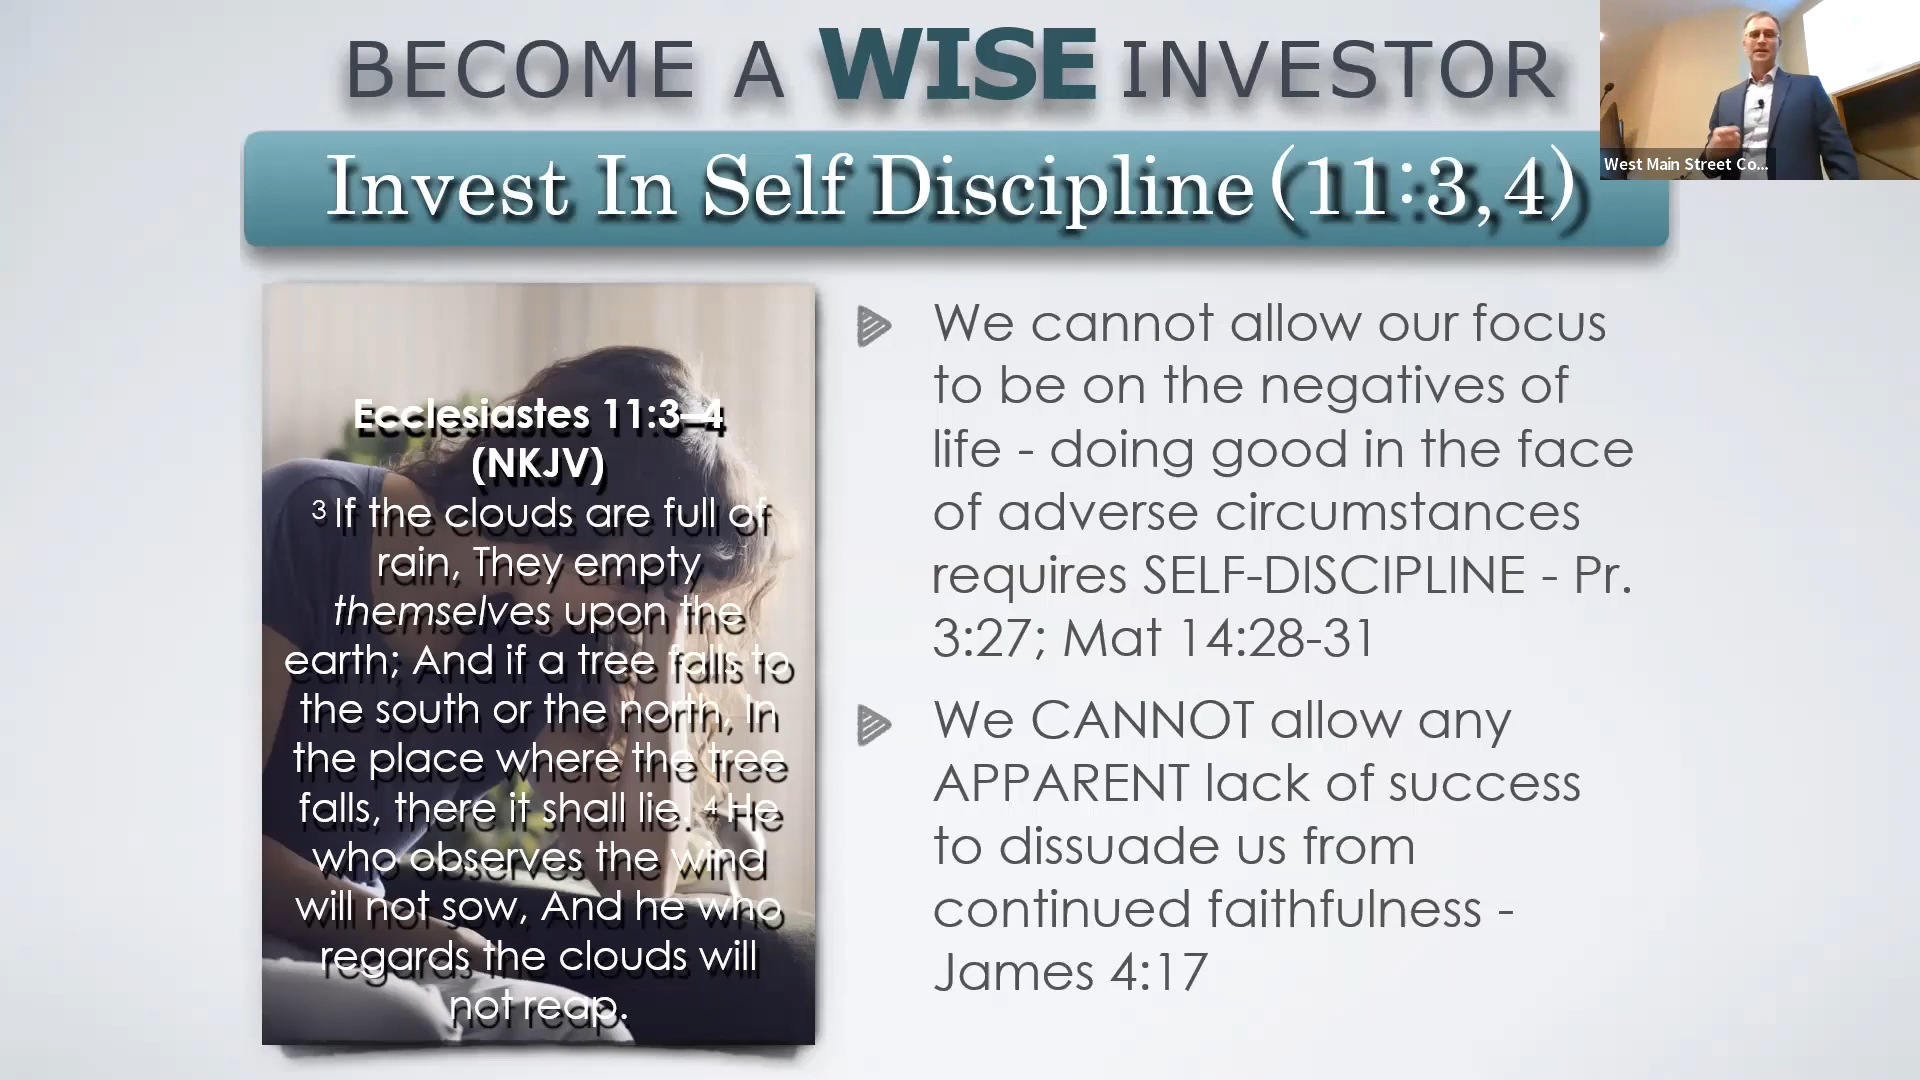 BECOME A WISE INVESTOR
West Main Street Co...
Invest In Self Discipline (11:3,4)
Ecclesiastes 11:3–4
(NKJV)
3 If the clouds are full of
rain, They empty
themselves upon the
earth; And if a tree falls to
the south or the north, In
the place where the tree
falls, there it shall lie. 4 He
who observes the wind
will not sow, And he who
regards the clouds will
not reap.
We cannot allow our focus
to be on the negatives of
life - doing good in the face
of adverse circumstances
requires SELF-DISCIPLINE - Pr.
3:27; Mat 14:28-31
We CANNOT allow any
APPARENT lack of success
to dissuade us from
continued faithfulness -
James 4:17